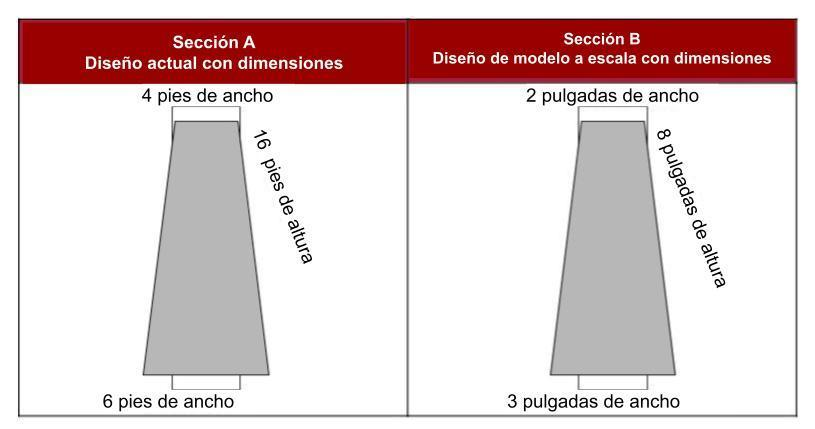 Sección A
Diseño actual con dimensiones
Sección B
Diseño de modelo a escala con dimensiones
4 pies de ancho
16 pies de altura
6 pies de ancho
2 pulgadas de ancho
8 pulgadas de altura
3 pulgadas de ancho